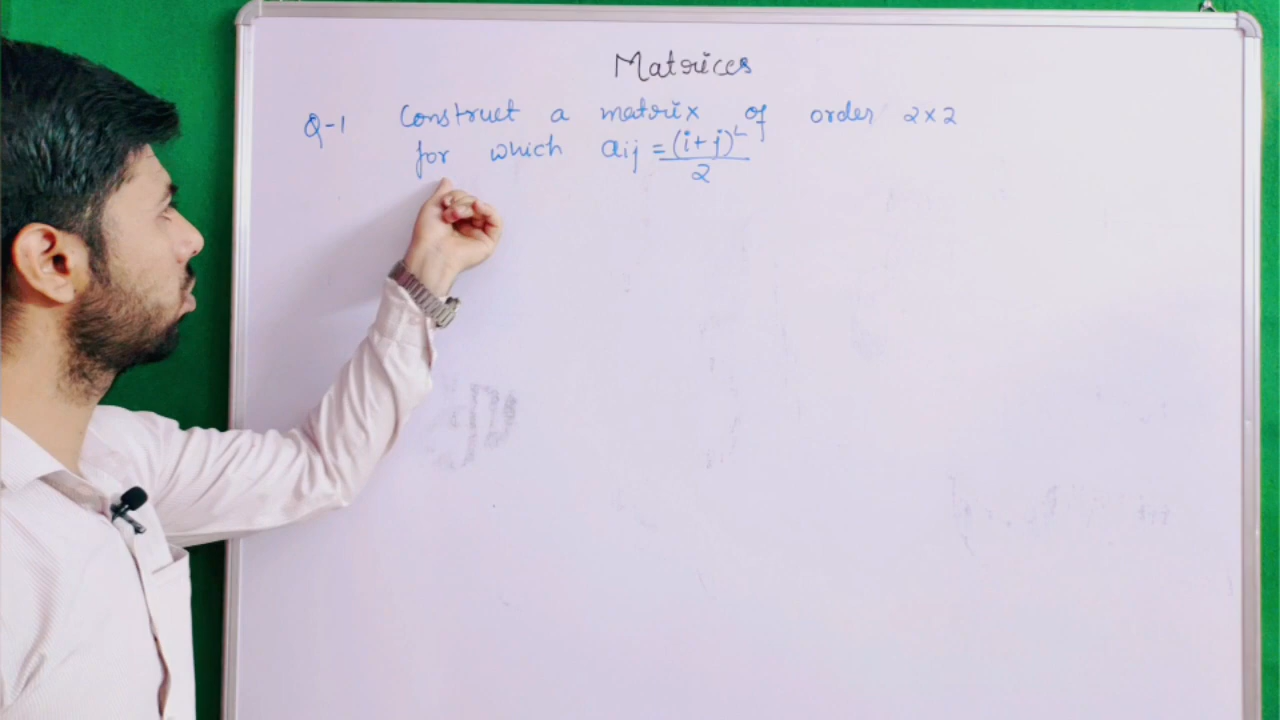 Matrices
Q-1 Construct a matrix of order 2×2
for which aij = (i+j)²/2